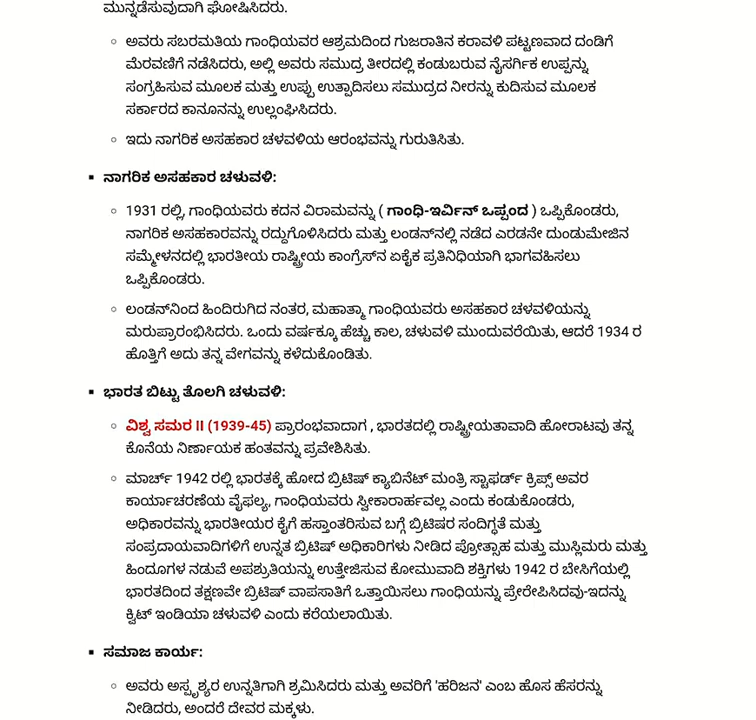 ಮುನ್ನಡೆಸುವುದಾಗಿ ಘೋಷಿಸಿದರು.
ಅವರು ಸಬರಮತಿಯ ಗಾಂಧಿಯವರ ಆಶ್ರಮದಿಂದ ಗುಜರಾತಿನ ಕರಾವಳಿ ಪಟ್ಟಣವಾದ ದಂಡಿಗೆ
ಮೆರವಣಿಗೆ ನಡೆಸಿದರು, ಅಲ್ಲಿ ಅವರು ಸಮುದ್ರ ತೀರದಲ್ಲಿ ಕಂಡುಬರುವ ನೈಸರ್ಗಿಕ ಉಪ್ಪನ್ನು
ಸಂಗ್ರಹಿಸುವ ಮೂಲಕ ಮತ್ತು ಉಪ್ಪು ಉತ್ಪಾದಿಸಲು ಸಮುದ್ರದ ನೀರನ್ನು ಕುದಿಸುವ ಮೂಲಕ
ಸರ್ಕಾರದ ಕಾನೂನನ್ನು ಉಲ್ಲಂಘಿಸಿದರು.
ಇದು ನಾಗರಿಕ ಅಸಹಕಾರ ಚಳವಳಿಯ ಆರಂಭವನ್ನು ಗುರುತಿಸಿತು.
ನಾಗರಿಕ ಅಸಹಕಾರ ಚಳುವಳಿ:
1931 ರಲ್ಲಿ, ಗಾಂಧಿಯವರು ಕದನ ವಿರಾಮವನ್ನು ( ಗಾಂಧಿ-ಇರ್ವಿನ್ ಒಪ್ಪಂದ ) ಒಪ್ಪಿಕೊಂಡರು,
ನಾಗರಿಕ ಅಸಹಕಾರವನ್ನು ರದ್ದುಗೊಳಿಸಿದರು ಮತ್ತು ಲಂಡನ್‌ನಲ್ಲಿ ನಡೆದ ಎರಡನೇ ದುಂಡುಮೇಜಿನ
ಸಮ್ಮೇಳನದಲ್ಲಿ ಭಾರತೀಯ ರಾಷ್ಟ್ರೀಯ ಕಾಂಗ್ರೆಸ್‌ನ ಏಕೈಕ ಪ್ರತಿನಿಧಿಯಾಗಿ ಭಾಗವಹಿಸಲು
ಒಪ್ಪಿಕೊಂಡರು.
ಲಂಡನ್‌ನಿಂದ ಹಿಂದಿರುಗಿದ ನಂತರ, ಮಹಾತ್ಮಾ ಗಾಂಧಿಯವರು ಅಸಹಕಾರ ಚಳವಳಿಯನ್ನು
ಮರುಪ್ರಾರಂಭಿಸಿದರು. ಒಂದು ವರ್ಷಕ್ಕೂ ಹೆಚ್ಚು ಕಾಲ, ಚಳುವಳಿ ಮುಂದುವರೆಯಿತು, ಆದರೆ 1934 ರ
ಹೊತ್ತಿಗೆ ಅದು ತನ್ನ ವೇಗವನ್ನು ಕಳೆದುಕೊಂಡಿತು.
ಭಾರತ ಬಿಟ್ಟು ತೊಲಗಿ ಚಳುವಳಿ:
ವಿಶ್ವ ಸಮರ II (1939-45) ಪ್ರಾರಂಭವಾದಾಗ , ಭಾರತದಲ್ಲಿ ರಾಷ್ಟ್ರೀಯತಾವಾದಿ ಹೋರಾಟವು ತನ್ನ
ಕೊನೆಯ ನಿರ್ಣಾಯಕ ಹಂತವನ್ನು ಪ್ರವೇಶಿಸಿತು.
ಮಾರ್ಚ್ 1942 ರಲ್ಲಿ ಭಾರತಕ್ಕೆ ಹೋದ ಬ್ರಿಟಿಷ್ ಕ್ಯಾಬಿನೆಟ್ ಮಂತ್ರಿ ಸ್ಟಾಫರ್ಡ್ ಕ್ರಿಪ್ಸ್ ಅವರ
ಕಾರ್ಯಾಚರಣೆಯ ವೈಫಲ್ಯ, ಗಾಂಧಿಯವರು ಸ್ವೀಕಾರಾರ್ಹವಲ್ಲ ಎಂದು ಕಂಡುಕೊಂಡರು,
ಅಧಿಕಾರವನ್ನು ಭಾರತೀಯರ ಕೈಗೆ ಹಸ್ತಾಂತರಿಸುವ ಬಗ್ಗೆ ಬ್ರಿಟಿಷರ ಸಂದಿಗ್ಧತೆ ಮತ್ತು
ಸಂಪ್ರದಾಯವಾದಿಗಳಿಗೆ ಉನ್ನತ ಬ್ರಿಟಿಷ್ ಅಧಿಕಾರಿಗಳು ನೀಡಿದ ಪ್ರೋತ್ಸಾಹ ಮತ್ತು ಮುಸ್ಲಿಮರು ಮತ್ತು
ಹಿಂದೂಗಳ ನಡುವೆ ಅಪಶ್ರುತಿಯನ್ನು ಉತ್ತೇಜಿಸುವ ಕೋಮುವಾದಿ ಶಕ್ತಿಗಳು 1942 ರ ಬೇಸಿಗೆಯಲ್ಲಿ
ಭಾರತದಿಂದ ತಕ್ಷಣವೇ ಬ್ರಿಟಿಷ್ ವಾಪಸಾತಿಗೆ ಒತ್ತಾಯಿಸಲು ಗಾಂಧಿಯನ್ನು ಪ್ರೇರೇಪಿಸಿದವು-ಇದನ್ನು
ಕ್ವಿಟ್ ಇಂಡಿಯಾ ಚಳುವಳಿ ಎಂದು ಕರೆಯಲಾಯಿತು.
ಸಮಾಜ ಕಾರ್ಯ:
ಅವರು ಅಸ್ಪೃಶ್ಯರ ಉನ್ನತಿಗಾಗಿ ಶ್ರಮಿಸಿದರು ಮತ್ತು ಅವರಿಗೆ 'ಹರಿಜನ' ಎಂಬ ಹೊಸ ಹೆಸರನ್ನು
ನೀಡಿದರು, ಅಂದರೆ ದೇವರ ಮಕ್ಕಳು.